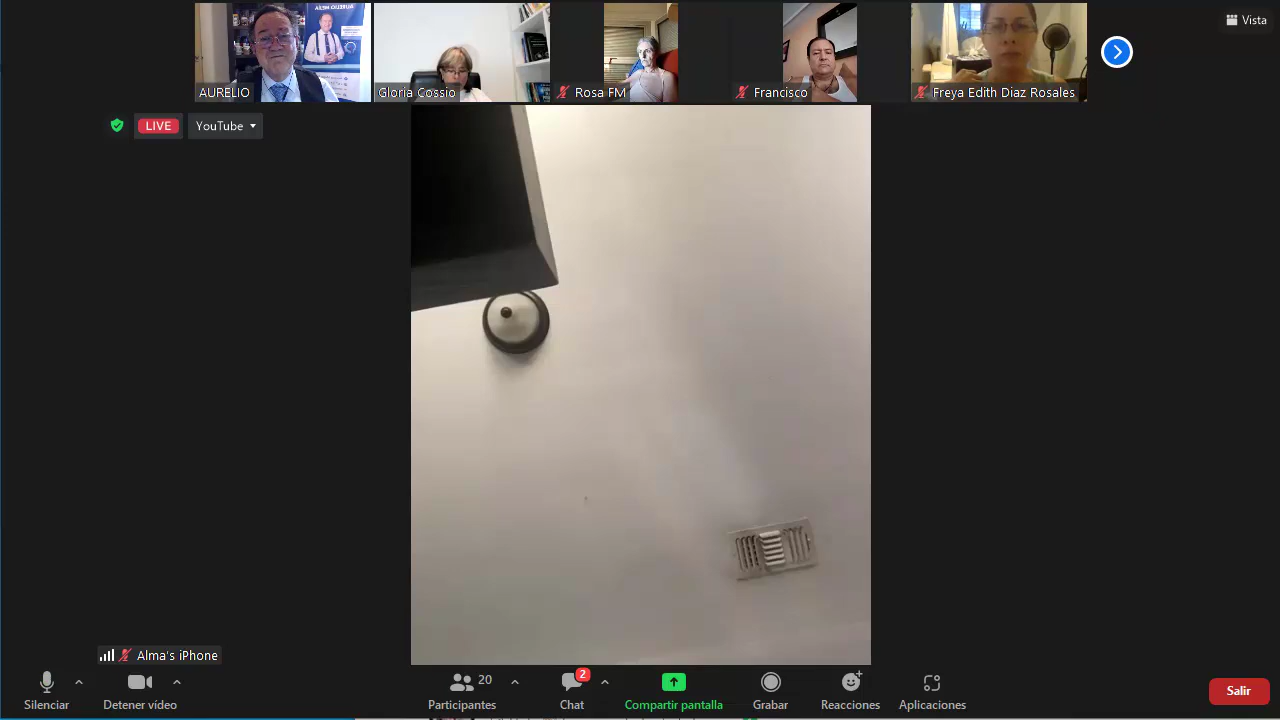 AURELIO
Gloria Cossio
Rosa FM
Francisco
Freya Edith Diaz Rosales
Vista
LIVE
YouTube
Alma's iPhone
Silenciar
Detener vídeo
Participantes
20
Chat
2
Compartir pantalla
Grabar
Reacciones
Aplicaciones
Salir